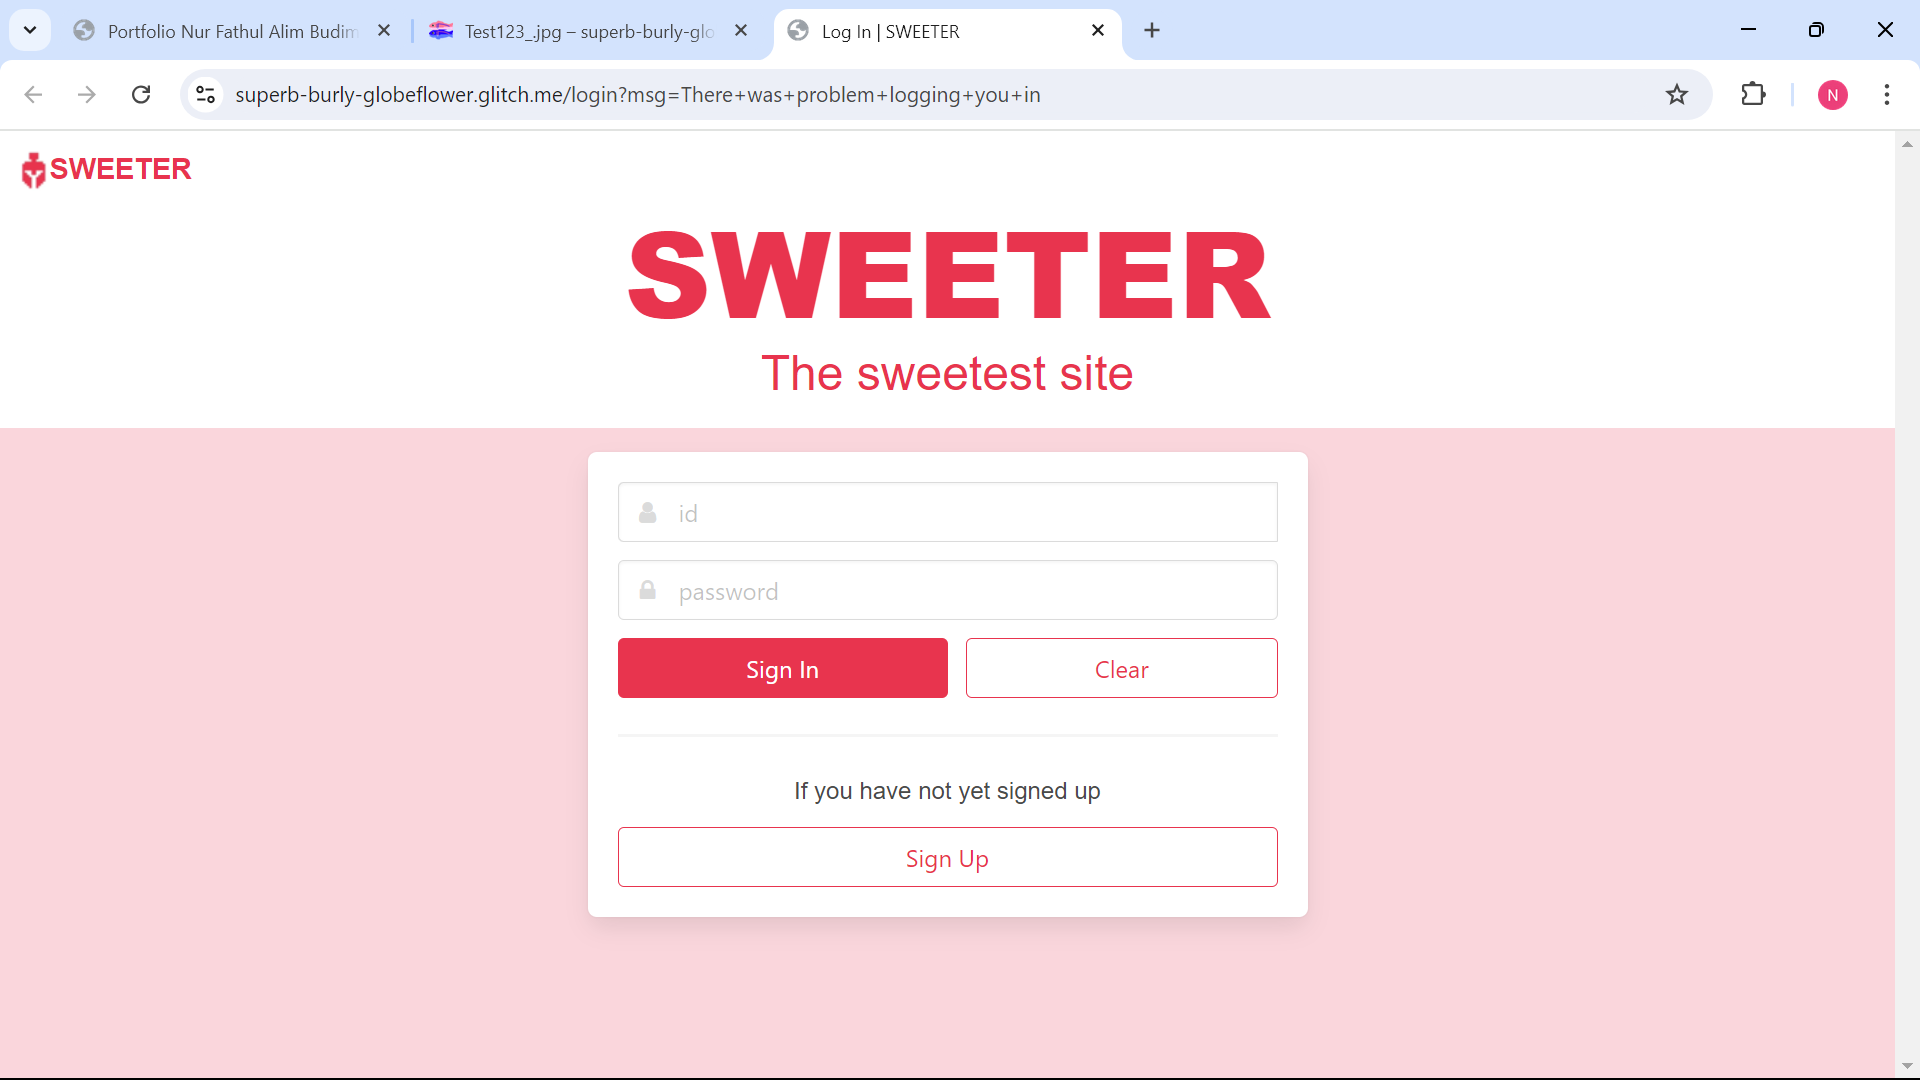 Portfolio Nur Fathul Alim Budim
Test123_.jpg – superb-burly-glo
Log In | SWEETER
superb-burly-globeflower.glitch.me/login?msg=There+was+problem+logging+you+in
N
SWEETER
SWEETER
The sweetest site
id
password
Sign In
Clear
If you have not yet signed up
Sign Up